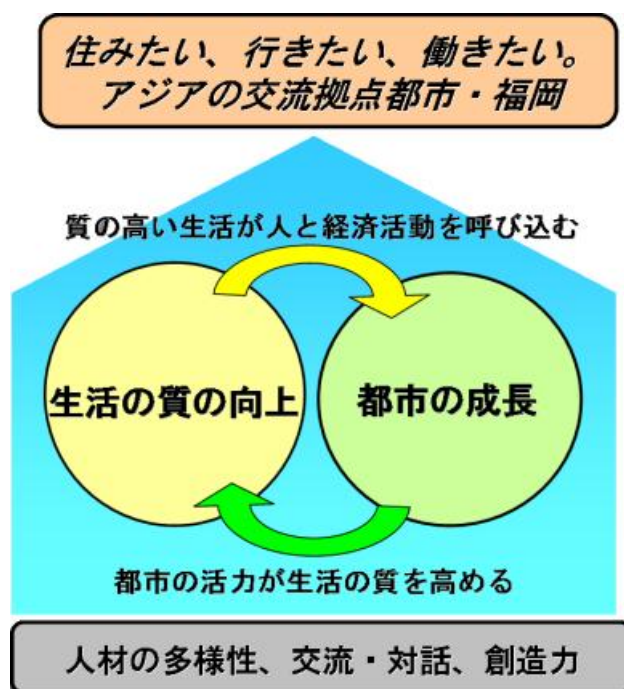 住みたい、行きたい、働きたい。
アジアの交流拠点都市・福岡
質の高い生活が人と経済活動を呼び込む
生活の質の向上
都市の成長
都市の活力が生活の質を高める
人材の多様性、交流・対話、創造力